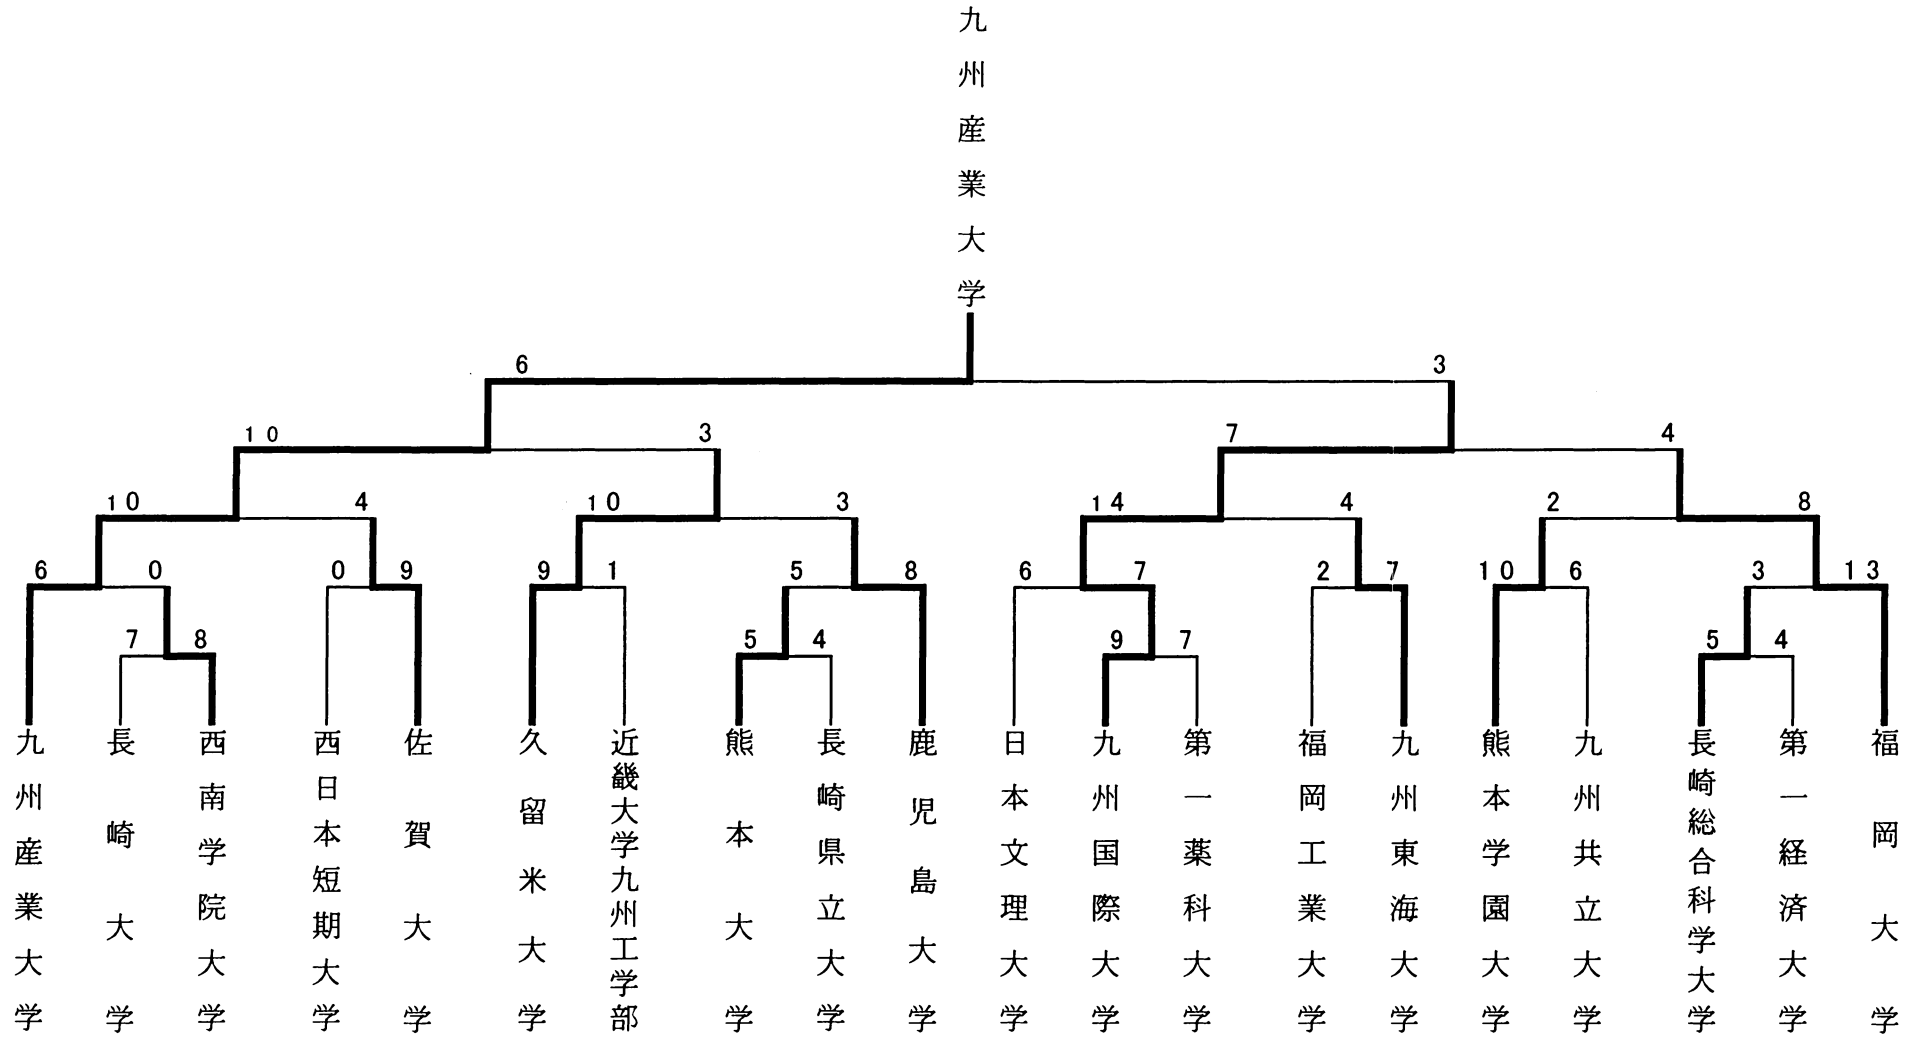 九州産業大学
6 3
10 3 7 4
10 4 10 3 14 4 2 8
6 0 0 9 9 1 5 8 6 7 2 7 10 6 3 13
7 8 5 4 9 7 5 4
九州産業大学
長崎大学
西南学院大学
西日本短期大学
佐賀大学
久留米大学
近畿大学九州工学部
熊本大学
長崎県立大学
鹿児島大学
日本文理大学
九州国際大学
第一薬科大学
福岡工業大学
九州東海大学
熊本学園大学
九州共立大学
長崎総合科学大学
第一経済大学
福岡大学